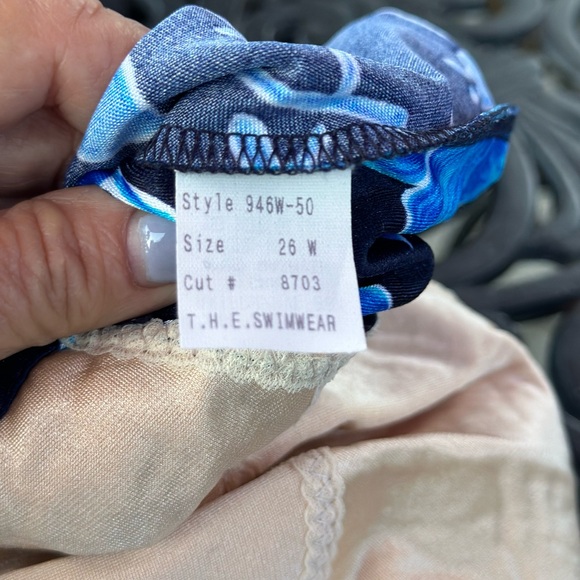 Style 946W-50
Size 26 W
Cut # 8703
T.H.E.SWIMWEAR